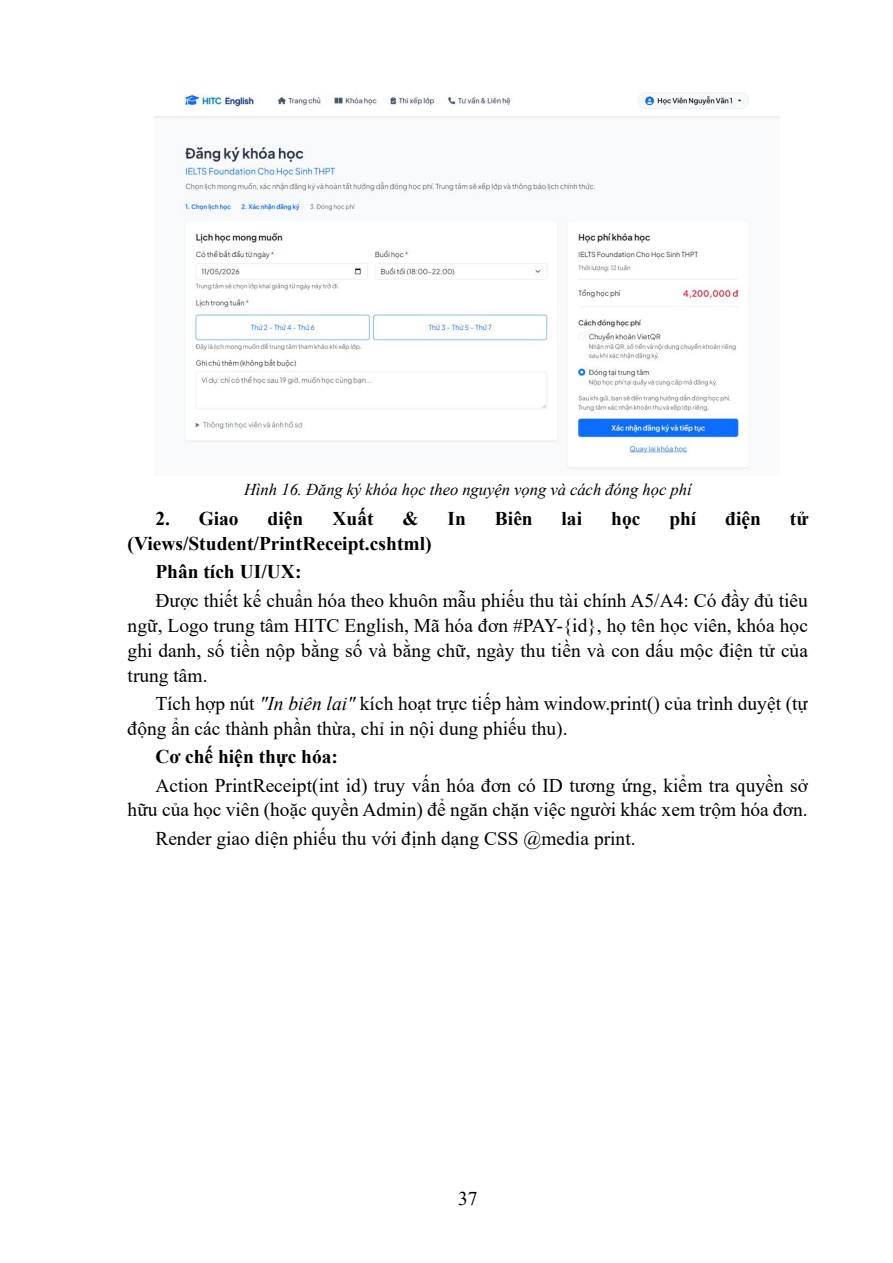 HITC English Trang chủ Khóa học Thi xếp lớp Tư vấn & Liên hệ Học Viên Nguyễn Văn 1
Đăng ký khóa học
IELTS Foundation Cho Học Sinh THPT
Chọn lịch mong muốn, xác nhận đăng ký và hoàn tất hướng dẫn đóng học phí. Trung tâm sẽ xếp lớp và thông báo lịch chính thức.
1. Chọn lịch học 2. Xác nhận đăng ký 3. Đóng học phí
Lịch học mong muốn
Có thể bắt đầu từ ngày * Buổi học *
11/05/2026 Buổi tối (18:00-22:00)
Trung tâm sẽ chọn lớp khai giảng từ ngày này trở đi.
Lịch trong tuần *
Thứ 2 - Thứ 4 - Thứ 6 Thứ 3 - Thứ 5 - Thứ 7
Đây là lịch mong muốn để trung tâm tham khảo khi xếp lớp.
Ghi chú thêm (không bắt buộc)
Ví dụ: chỉ có thể học sau 19 giờ, muốn học cùng bạn...
▶ Thông tin học viên và ảnh hồ sơ
Học phí khóa học
IELTS Foundation Cho Học Sinh THPT
Thời lượng: 12 tuần
Tổng học phí 4,200,000 đ
Cách đóng học phí
Chuyển khoản VietQR
Nhận mã QR, số tiền và nội dung chuyển khoản riêng
sau khi xác nhận đăng ký.
Đóng tại trung tâm
Nộp học phí tại quầy và cung cấp mã đăng ký.
Sau khi gửi, bạn sẽ đến trang hướng dẫn đóng học phí.
Trung tâm xác nhận khoản thu và xếp lớp riêng.
Xác nhận đăng ký và tiếp tục
Quay lại khóa học
Hình 16. Đăng ký khóa học theo nguyện vọng và cách đóng học phí
2. Giao diện Xuất & In Biên lai học phí điện tử
(Views/Student/PrintReceipt.cshtml)
Phân tích UI/UX:
Được thiết kế chuẩn hóa theo khuôn mẫu phiếu thu tài chính A5/A4: Có đầy đủ tiêu
ngữ, Logo trung tâm HITC English, Mã hóa đơn #PAY-{id}, họ tên học viên, khóa học
ghi danh, số tiền nộp bằng số và bằng chữ, ngày thu tiền và con dấu mộc điện tử của
trung tâm.
Tích hợp nút "In biên lai" kích hoạt trực tiếp hàm window.print() của trình duyệt (tự
động ẩn các thành phần thừa, chỉ in nội dung phiếu thu).
Cơ chế hiện thực hóa:
Action PrintReceipt(int id) truy vấn hóa đơn có ID tương ứng, kiểm tra quyền sở
hữu của học viên (hoặc quyền Admin) để ngăn chặn việc người khác xem trộm hóa đơn.
Render giao diện phiếu thu với định dạng CSS @media print.
37